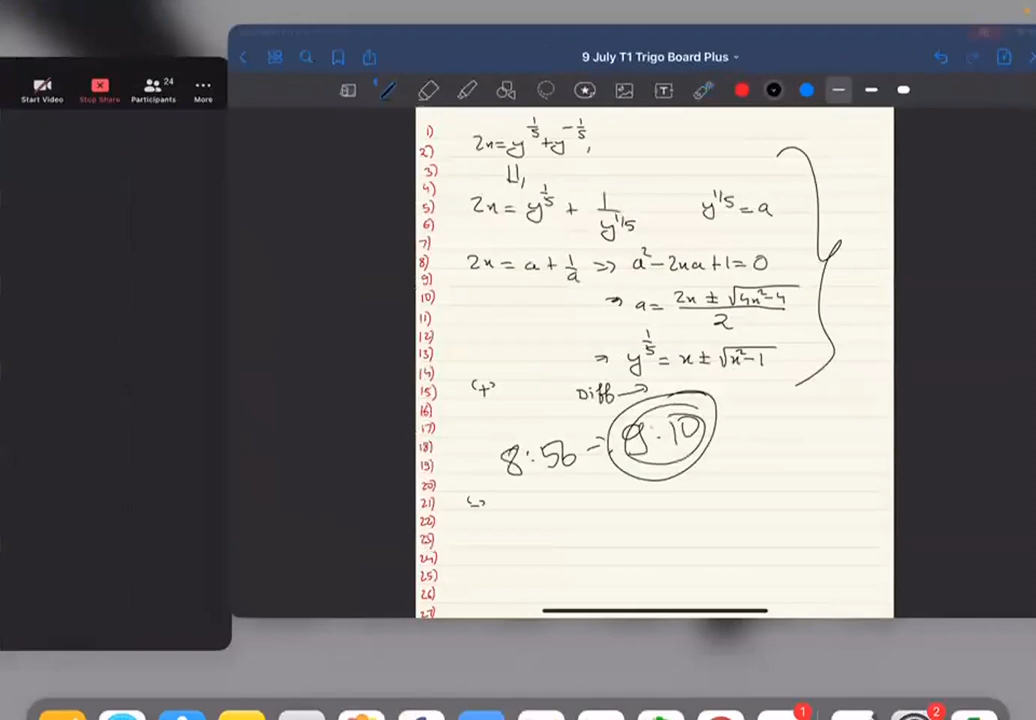 9 July T1 Trigo Board Plus
24
Start Video Stop Share Participants More
1) 2x = y^{1/5} + y^{-1/5},
2)
3) ⇓,
4)
5) 2x = y^{1/5} + 1/y^{1/5} y^{1/5} = a
6)
7)
8) 2x = a + 1/a ⇒ a² - 2xa + 1 = 0
9)
10) ⇒ a = (2x ± √(4x²-4))/2
11)
12)
13) ⇒ y^{1/5} = x ± √(x²-1)
14)
15) (+) Diff →
16)
17)
18) 8:56 = 9:10
19)
20)
21) (-)
22)
23)
24)
25)
26)
27)
1
2